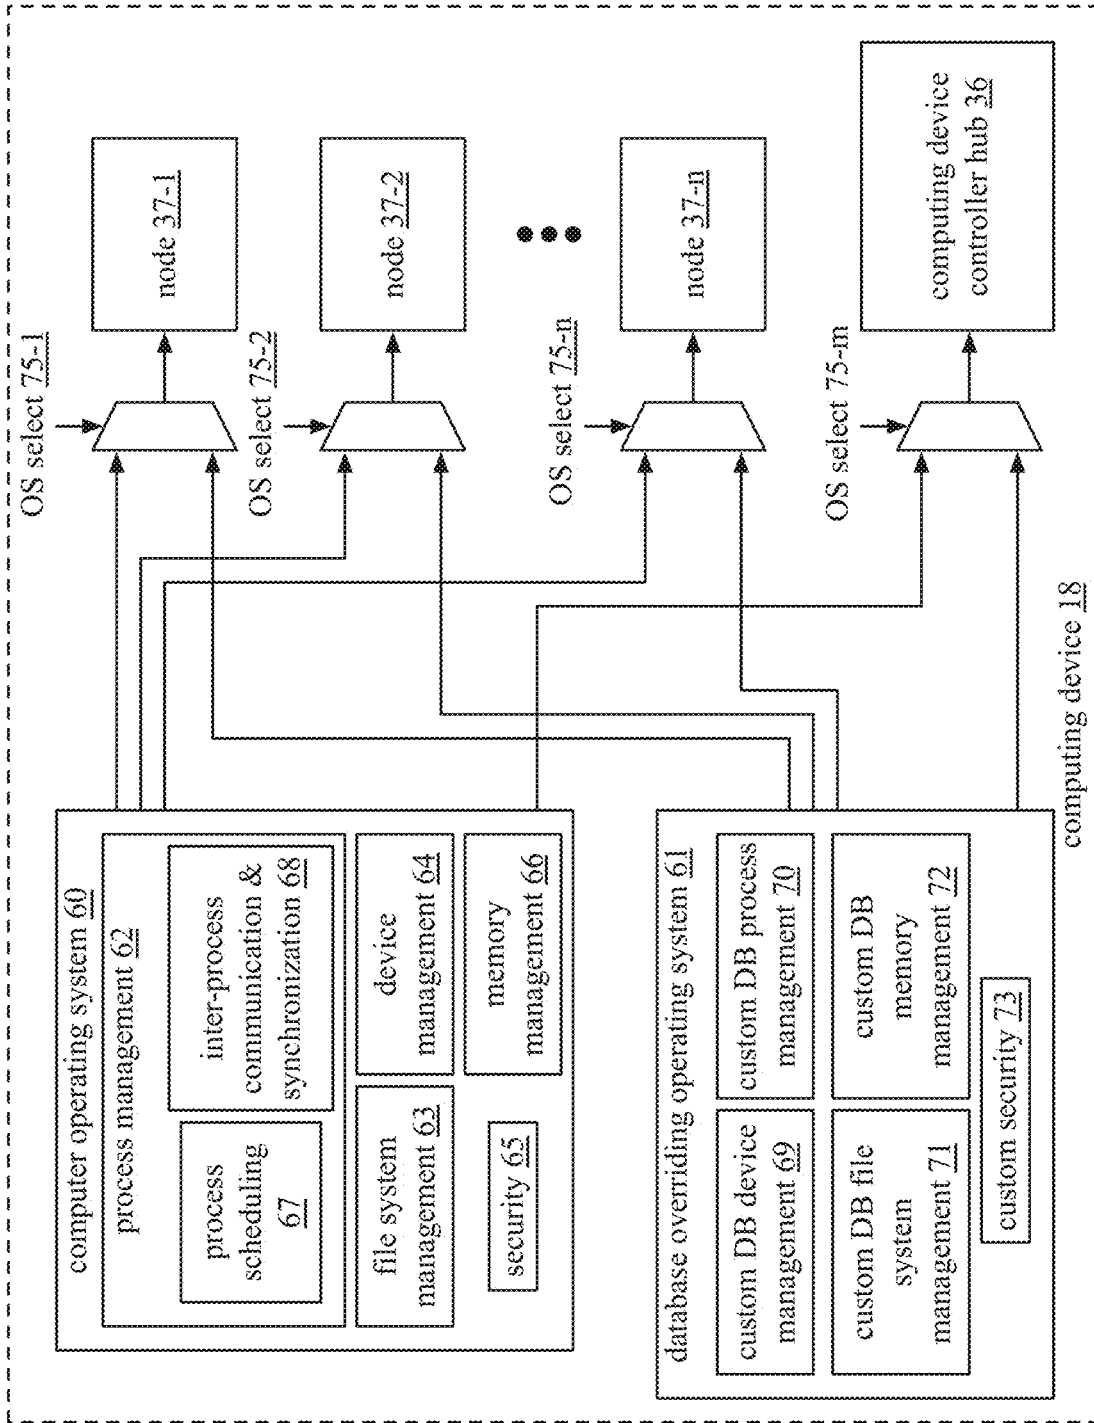 computer operating system 60
process management 62
process
scheduling
67
inter-process
communication &
synchronization 68
file system
management 63
device
management 64
security 65
memory
management 66
database overriding operating system 61
custom DB device
management 69
custom DB process
management 70
custom DB file
system
management 71
custom DB
memory
management 72
custom security 73
OS select 75-1
node 37-1
OS select 75-2
node 37-2
OS select 75-n
node 37-n
OS select 75-m
computing device
controller hub 36
computing device 18